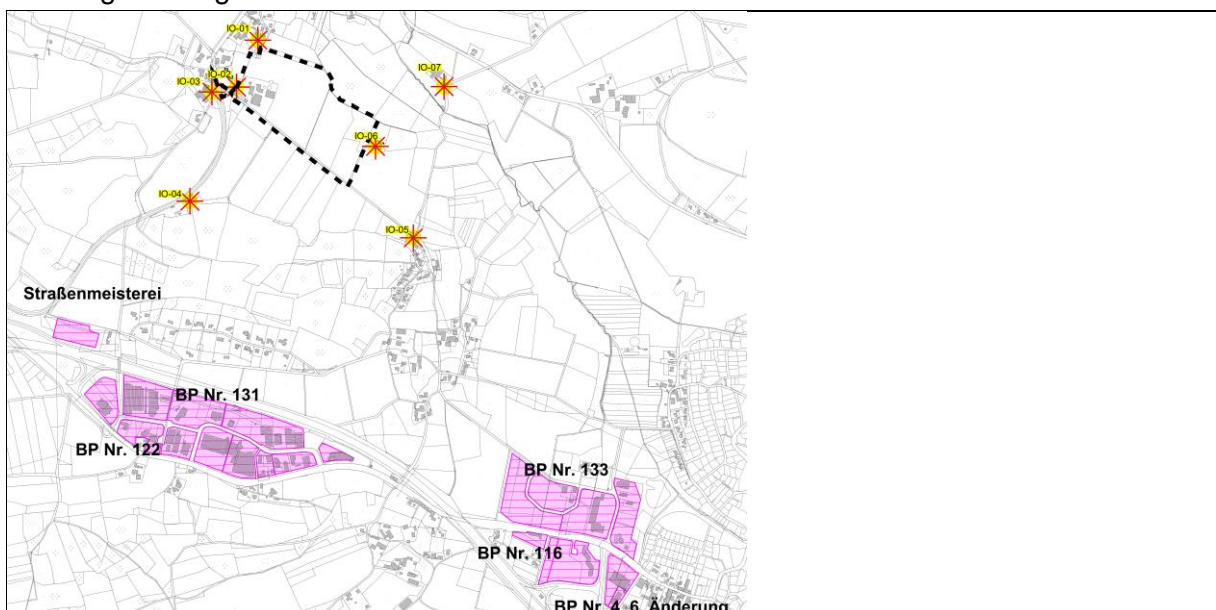 IO-01
IO-07
IO-02
IO-03
IO-06
IO-04
IO-05
Straßenmeisterei
BP Nr. 131
BP Nr. 122
BP Nr. 133
BP Nr. 116
BP Nr. 4, 6. Änderung